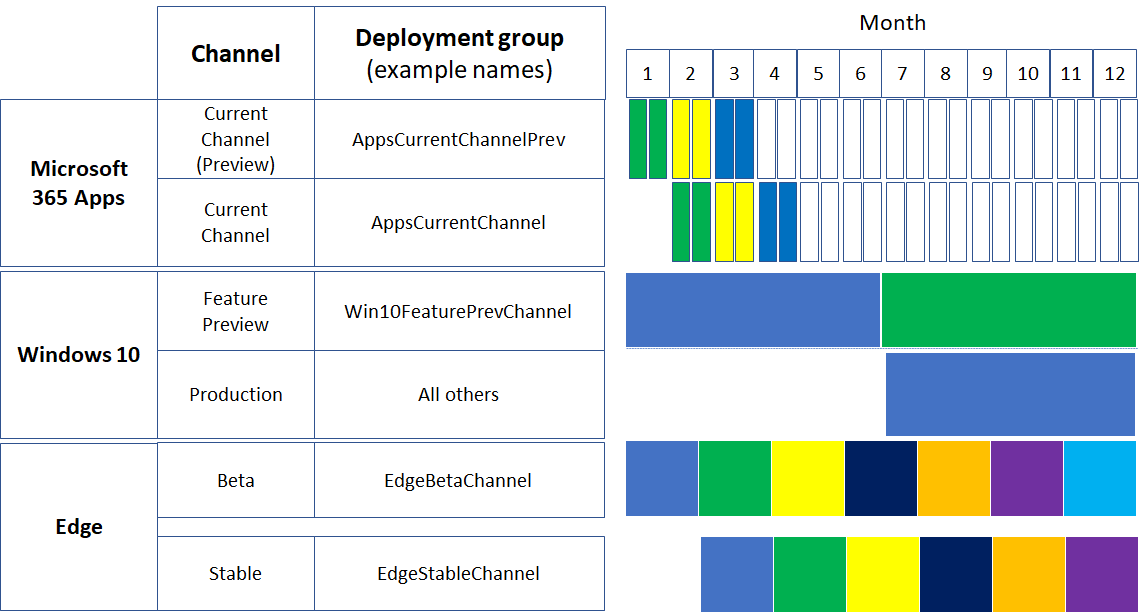 Month
Channel
Deployment group
(example names)
1 2 3 4 5 6 7 8 9 10 11 12
Microsoft
365 Apps
Current
Channel
(Preview)
AppsCurrentChannelPrev
Current
Channel
AppsCurrentChannel
Windows 10
Feature
Preview
Win10FeaturePrevChannel
Production
All others
Edge
Beta
EdgeBetaChannel
Stable
EdgeStableChannel